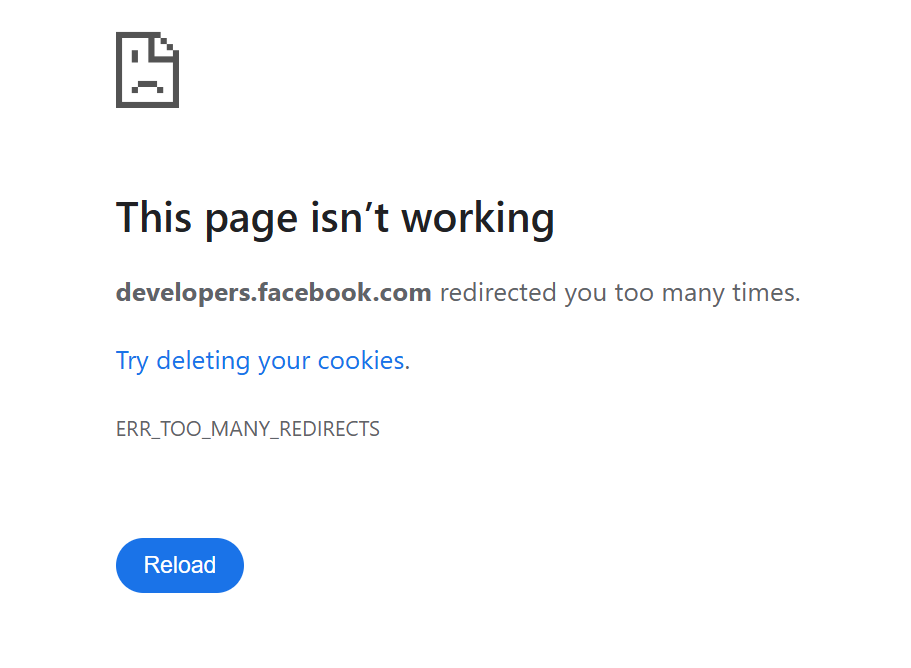 This page isn’t working
developers.facebook.com redirected you too many times.
Try deleting your cookies.
ERR_TOO_MANY_REDIRECTS
Reload